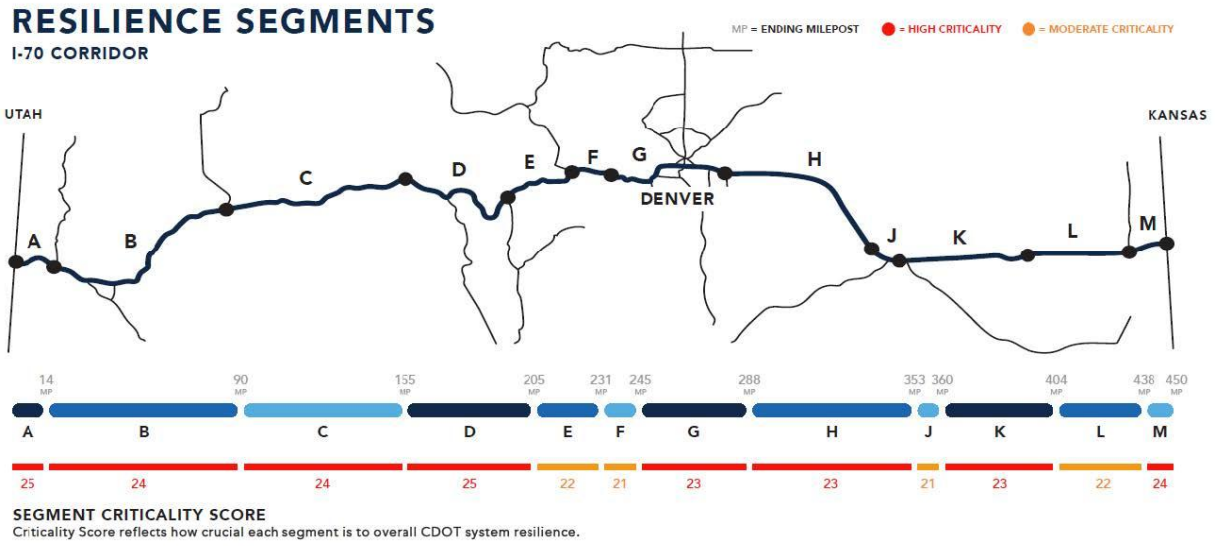 RESILIENCE SEGMENTS
I-70 CORRIDOR
MP = ENDING MILEPOST = HIGH CRITICALITY = MODERATE CRITICALITY
UTAH
KANSAS
A B C D E F G H J K L M
DENVER
14 90 155 205 231 245 288 353 360 404 438 450
MP MP MP MP MP MP MP MP MP MP MP MP
A B C D E F G H J K L M
25 24 24 25 22 21 23 23 21 23 22 24
SEGMENT CRITICALITY SCORE
Criticality Score reflects how crucial each segment is to overall CDOT system resilience.